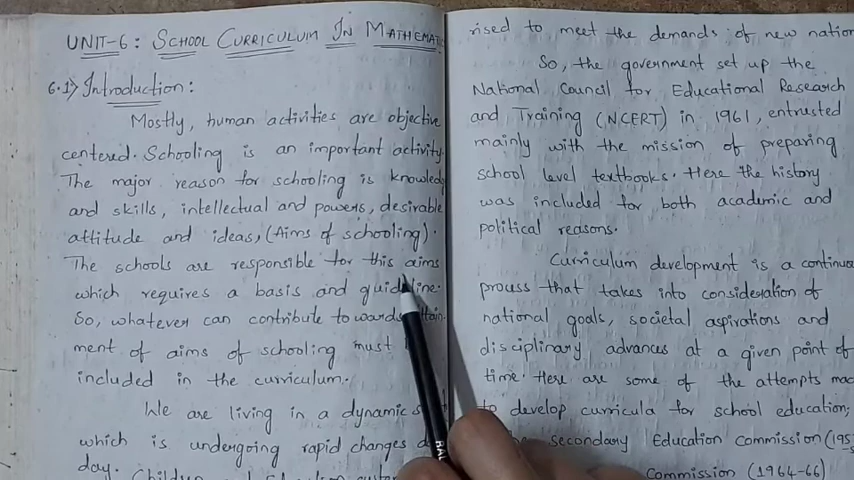 UNIT-6: SCHOOL CURRICULUM IN MATHEMAT
6.1) Introduction:
Mostly, human activities are objective
centered. Schooling is an important activity.
The major reason for schooling is knowled
and skills, intellectual and powers, desirable
attitude and ideas, (Aims of schooling).
The schools are responsible for this aims
which requires a basis and guideline.
So, whatever can contribute towards attain-
ment of aims of schooling must
included in the curriculum.
We are living in a dynamic s
which is undergoing rapid changes d
day. Children
rised to meet the demands of new nation
So, the government set up the
National Council for Educational Research
and Training (NCERT) in 1961, entrusted
mainly with the mission of preparing
school level textbooks. Here the history
was included for both academic and
political reasons.
Curriculum development is a continuo
process that takes into consideration of
national goals, societal aspirations and
disciplinary advances at a given point of
time. Here are some of the attempts mad
to develop curricula for school education;
secondary Education Commission (195
Commission (1964-66)
RAL